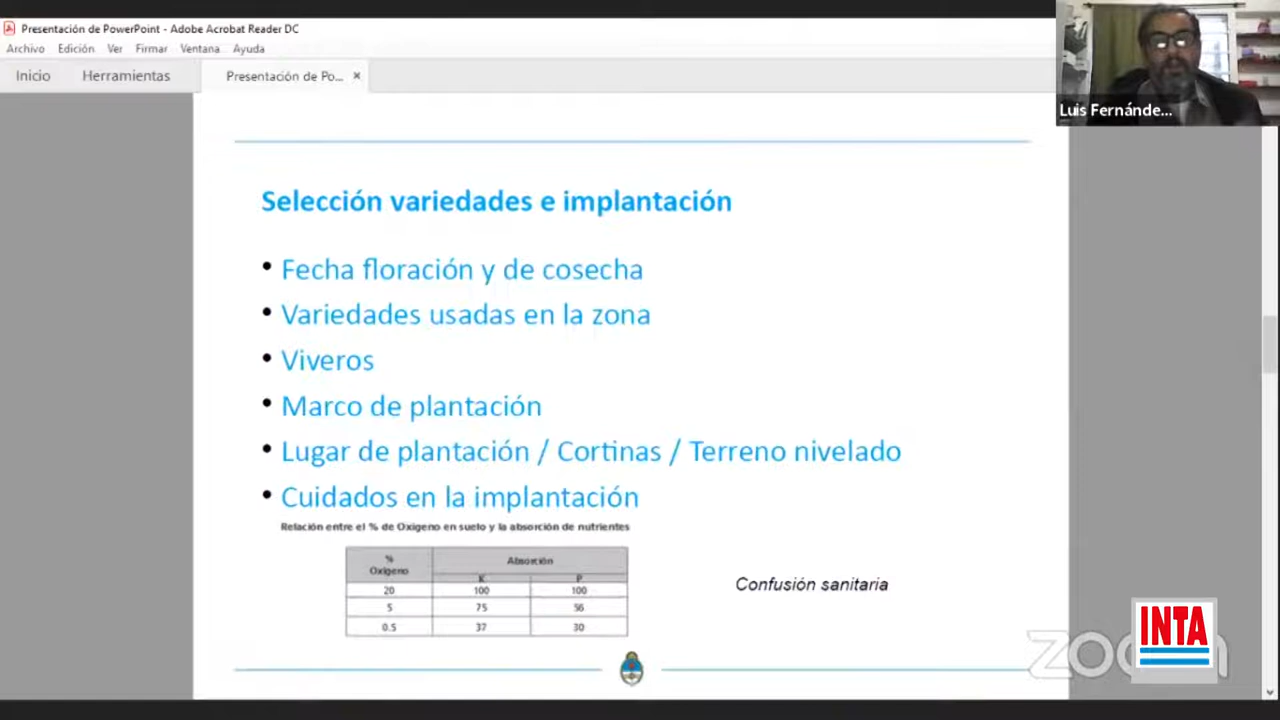 Presentación de PowerPoint - Adobe Acrobat Reader DC
Archivo Edición Ver Firmar Ventana Ayuda
Inicio Herramientas Presentación de Po... ×
Luis Fernánde...
Selección variedades e implantación
• Fecha floración y de cosecha
• Variedades usadas en la zona
• Viveros
• Marco de plantación
• Lugar de plantación / Cortinas / Terreno nivelado
• Cuidados en la implantación
Relación entre el % de Oxigeno en suelo y la absorción de nutrientes
% Oxigeno Absorción
K P
20 100 100
5 75 56
0.5 37 30
Confusión sanitaria
INTA
zoom